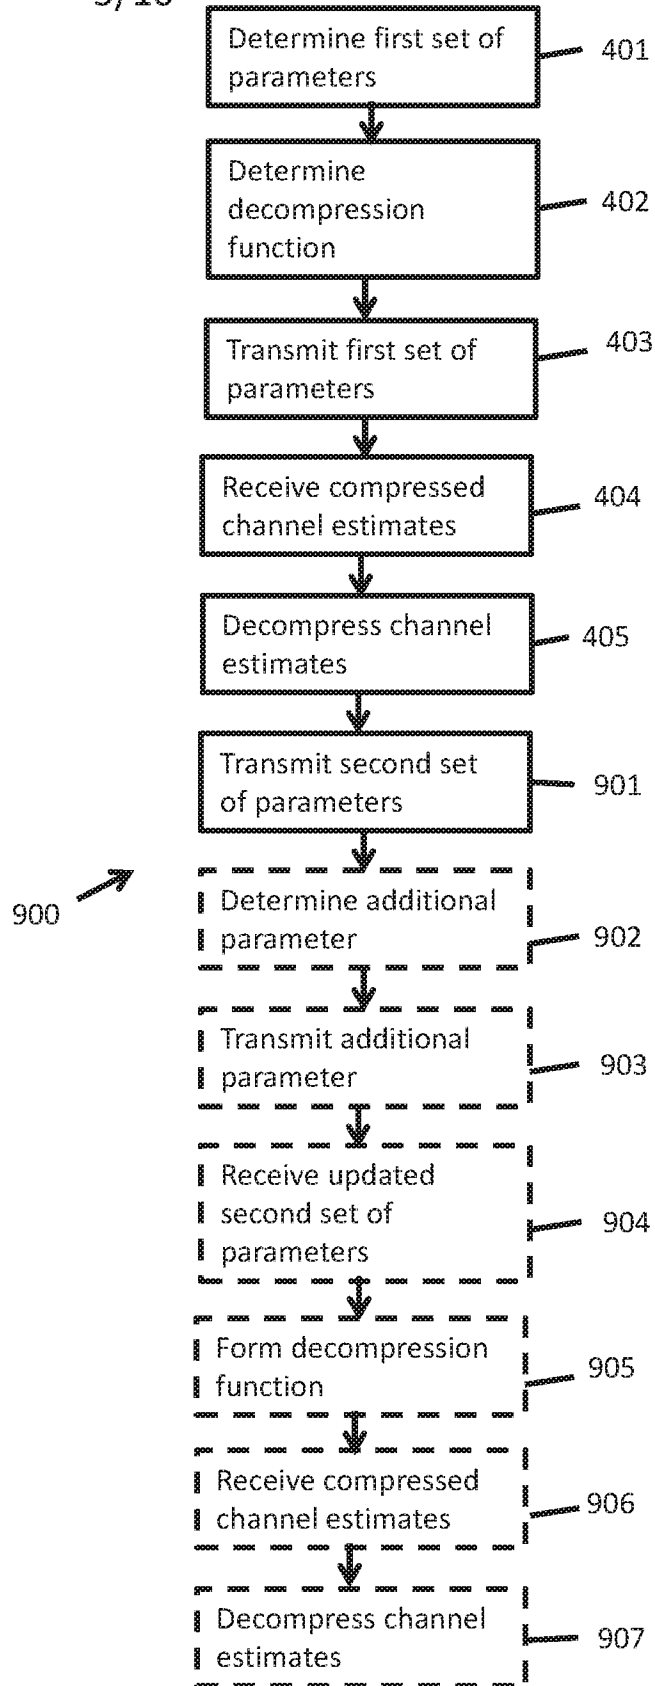 Determine first set of
parameters
401
Determine
decompression
function
402
Transmit first set of
parameters
403
Receive compressed
channel estimates
404
Decompress channel
estimates
405
Transmit second set
of parameters
901
900
Determine additional
parameter
902
Transmit additional
parameter
903
Receive updated
second set of
parameters
904
Form decompression
function
905
Receive compressed
channel estimates
906
Decompress channel
estimates
907